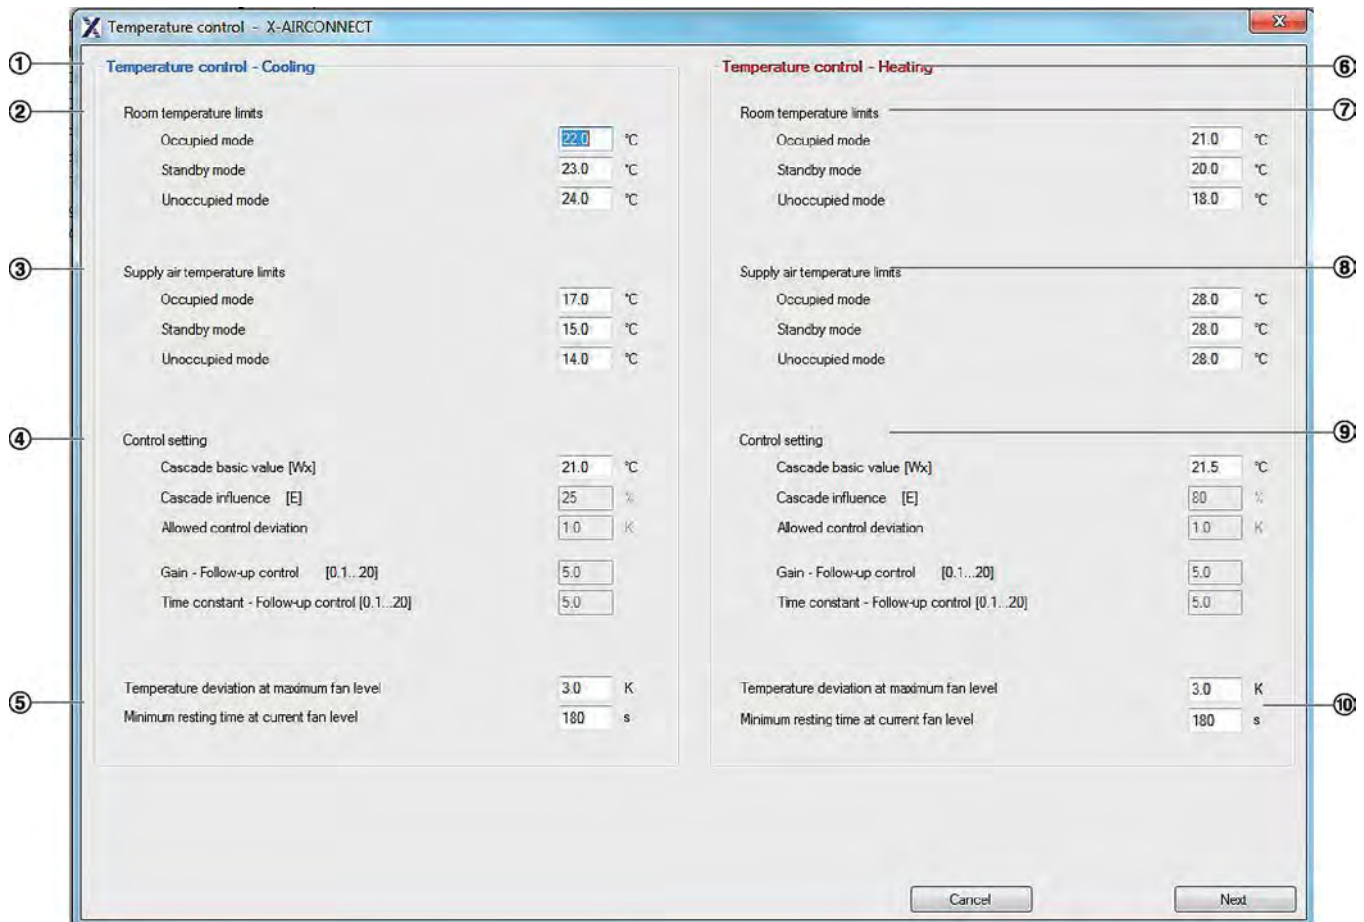 Temperature control - X-AIRCONNECT
① Temperature control - Cooling
② Room temperature limits
Occupied mode 22.0 °C
Standby mode 23.0 °C
Unoccupied mode 24.0 °C
③ Supply air temperature limits
Occupied mode 17.0 °C
Standby mode 15.0 °C
Unoccupied mode 14.0 °C
④ Control setting
Cascade basic value [Wx] 21.0 °C
Cascade influence [E] 25 %
Allowed control deviation 1.0 K
Gain - Follow-up control [0.1...20] 5.0
Time constant - Follow-up control [0.1...20] 5.0
Temperature deviation at maximum fan level 3.0 K
⑤ Minimum resting time at current fan level 180 s
Temperature control - Heating ⑥
Room temperature limits ⑦
Occupied mode 21.0 °C
Standby mode 20.0 °C
Unoccupied mode 18.0 °C
Supply air temperature limits ⑧
Occupied mode 28.0 °C
Standby mode 28.0 °C
Unoccupied mode 28.0 °C
Control setting ⑨
Cascade basic value [Wx] 21.5 °C
Cascade influence [E] 80 %
Allowed control deviation 1.0 K
Gain - Follow-up control [0.1...20] 5.0
Time constant - Follow-up control [0.1...20] 5.0
Temperature deviation at maximum fan level 3.0 K
Minimum resting time at current fan level 180 s ⑩
Cancel Next